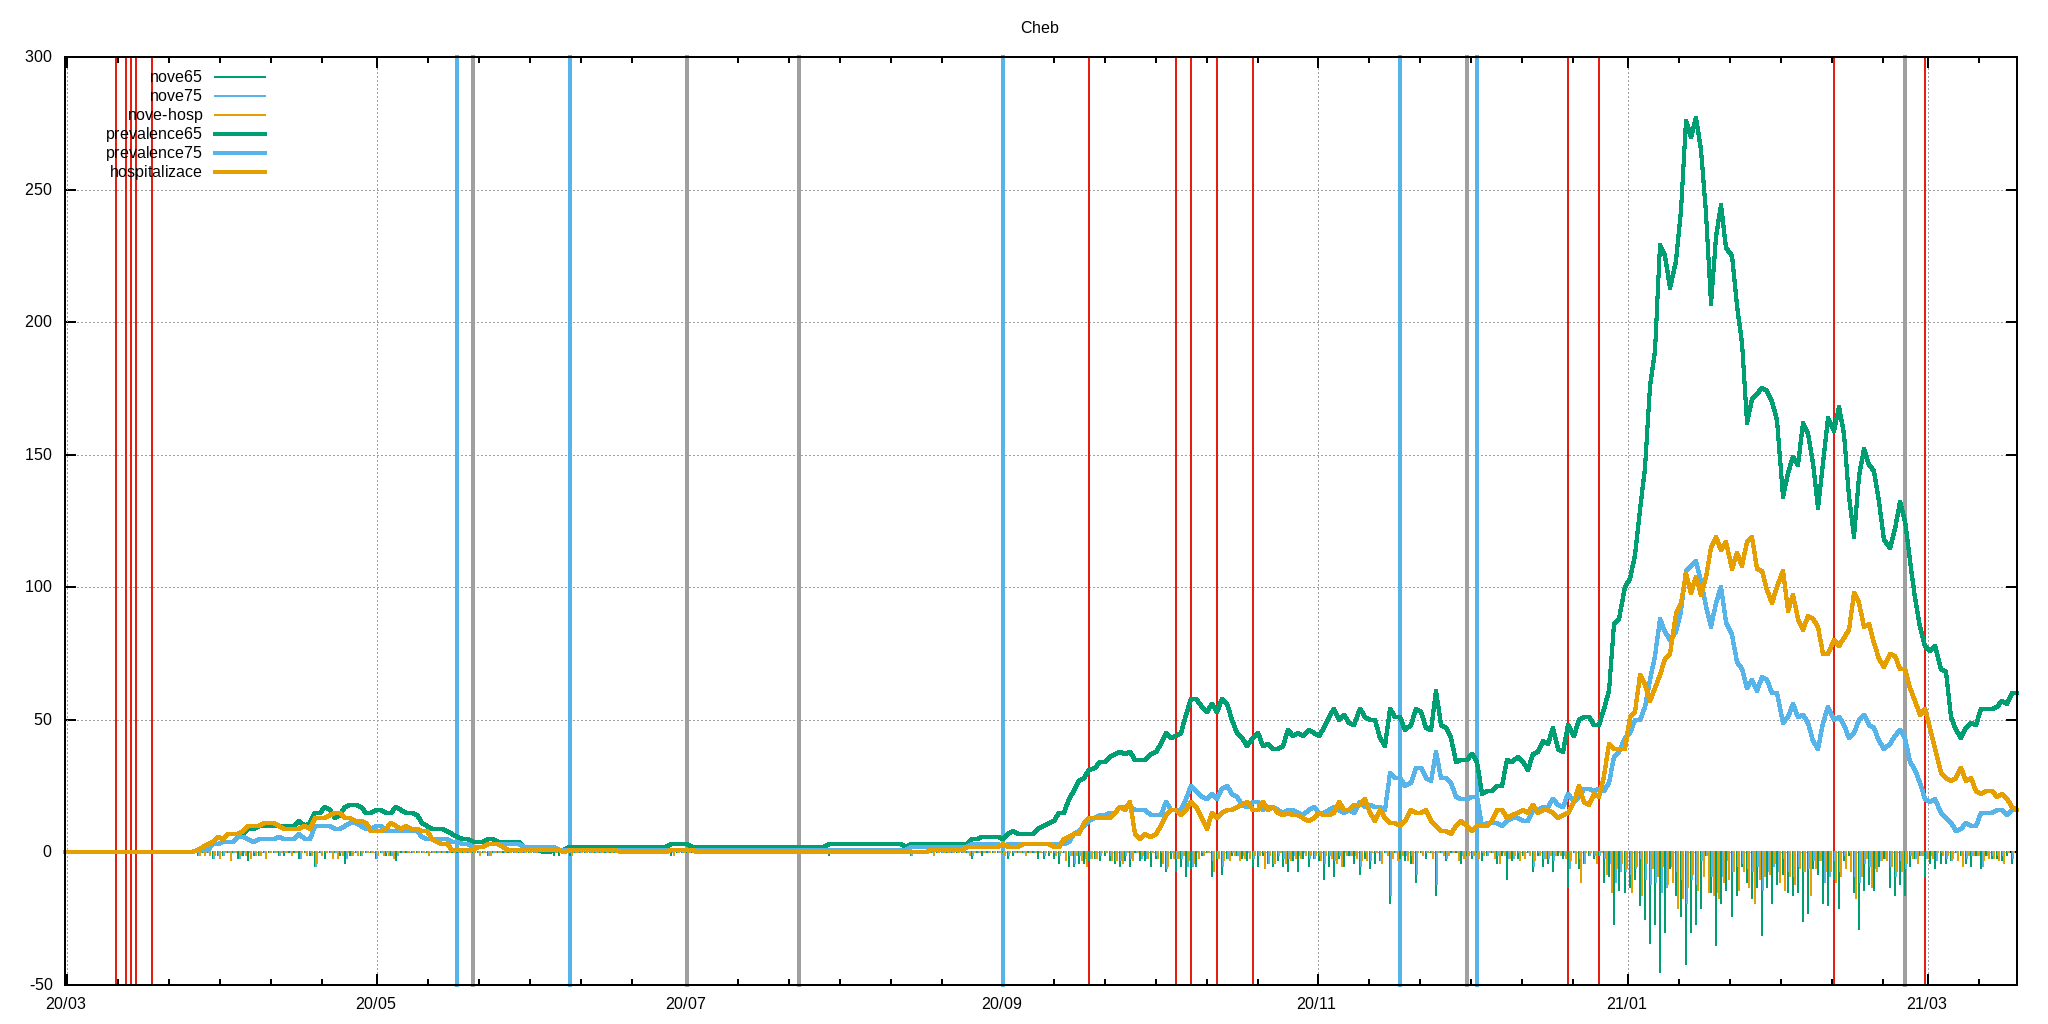 Cheb
300
nove65
nove75
nove-hosp
prevalence65
prevalence75
hospitalizace
250
200
150
100
50
0
-50
20/03 20/05 20/07 20/09 20/11 21/01 21/03